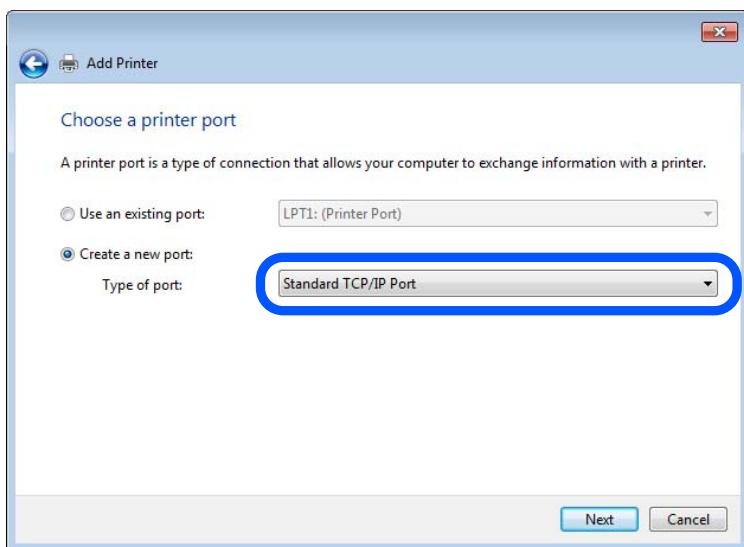 Add Printer
Choose a printer port
A printer port is a type of connection that allows your computer to exchange information with a printer.
Use an existing port: LPT1: (Printer Port)
Create a new port:
Type of port: Standard TCP/IP Port
Next Cancel